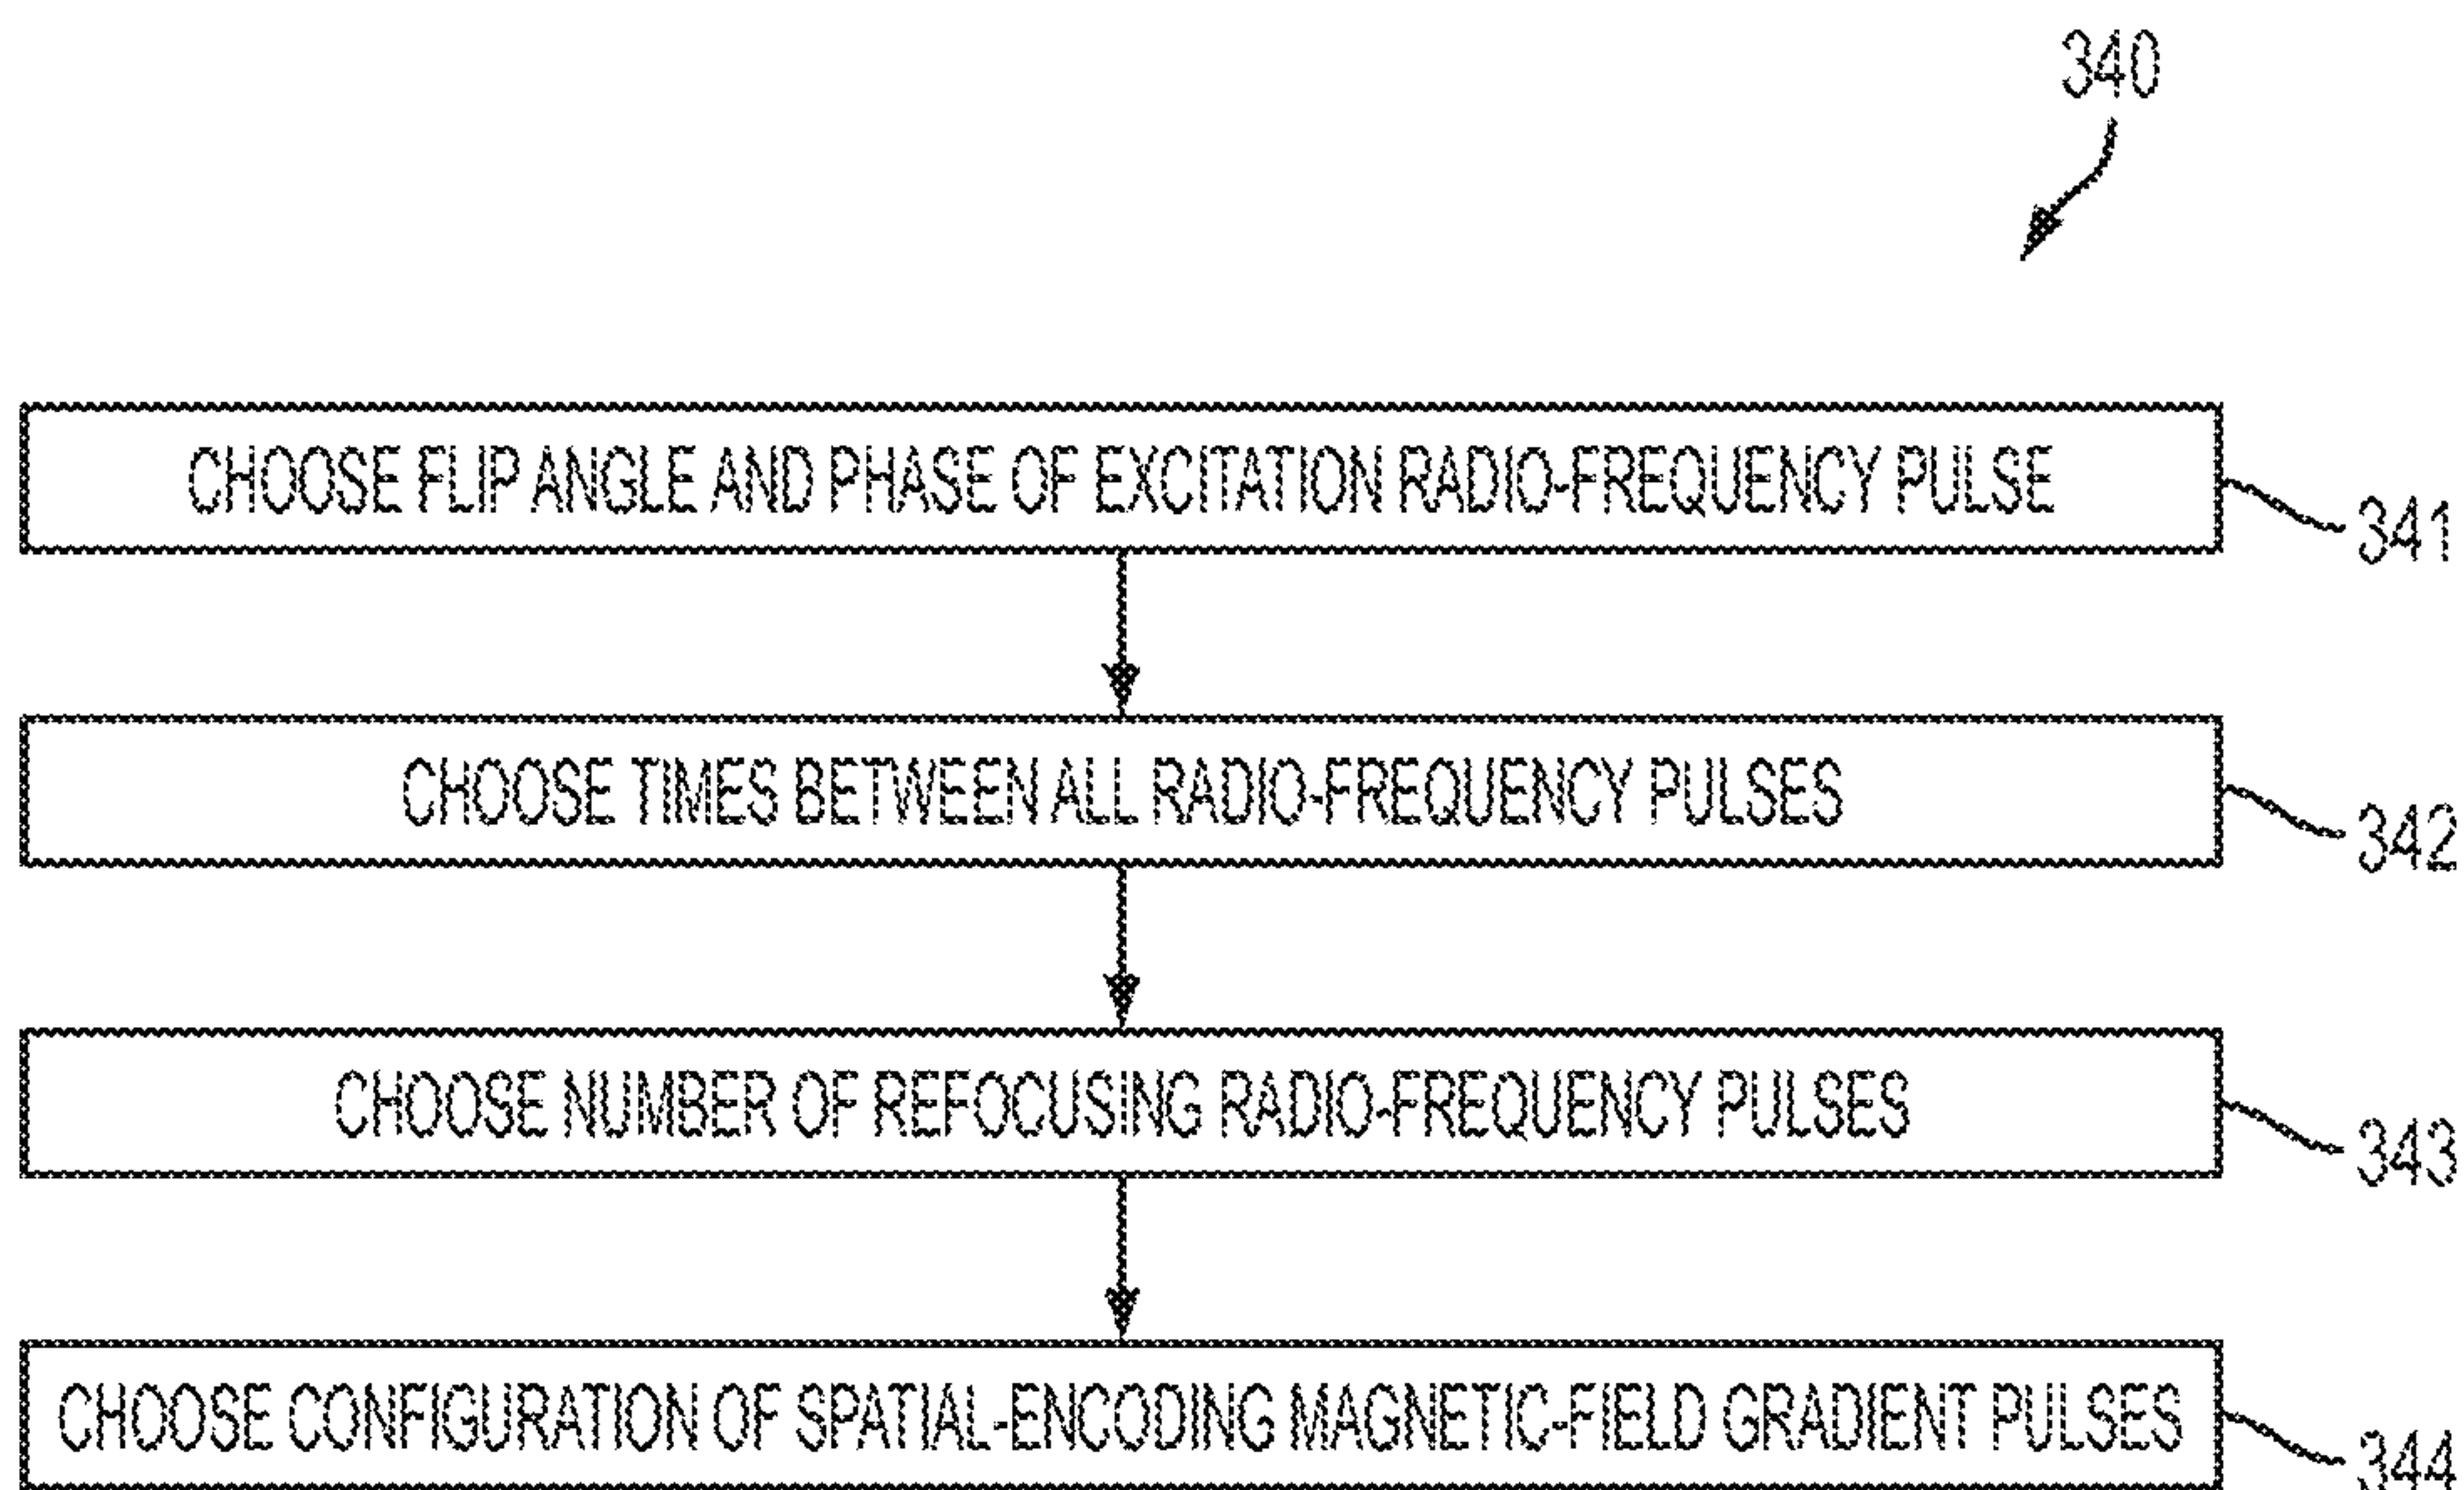 340
CHOOSE FLIP ANGLE AND PHASE OF EXCITATION RADIO-FREQUENCY PULSE
341
CHOOSE TIMES BETWEEN ALL RADIO-FREQUENCY PULSES
342
CHOOSE NUMBER OF REFOCUSING RADIO-FREQUENCY PULSES
343
CHOOSE CONFIGURATION OF SPATIAL-ENCODING MAGNETIC-FIELD GRADIENT PULSES
344